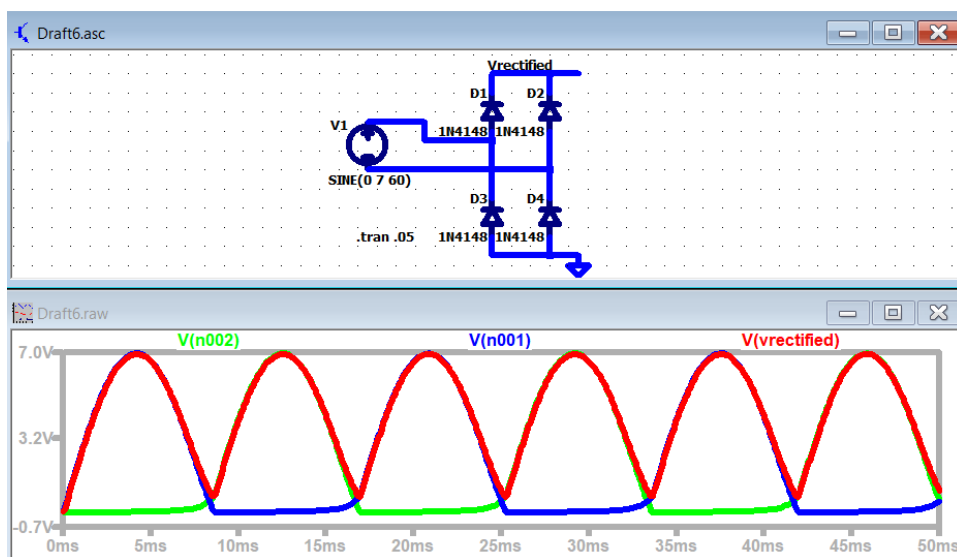 Draft6.asc
Vrectified
D1 D2
V1 1N4148 1N4148
SINE(0 7 60)
D3 D4
.tran .05 1N4148 1N4148
Draft6.raw
V(n002) V(n001) V(vrectified)
7.0V
3.2V
-0.7V
0ms 5ms 10ms 15ms 20ms 25ms 30ms 35ms 40ms 45ms 50ms